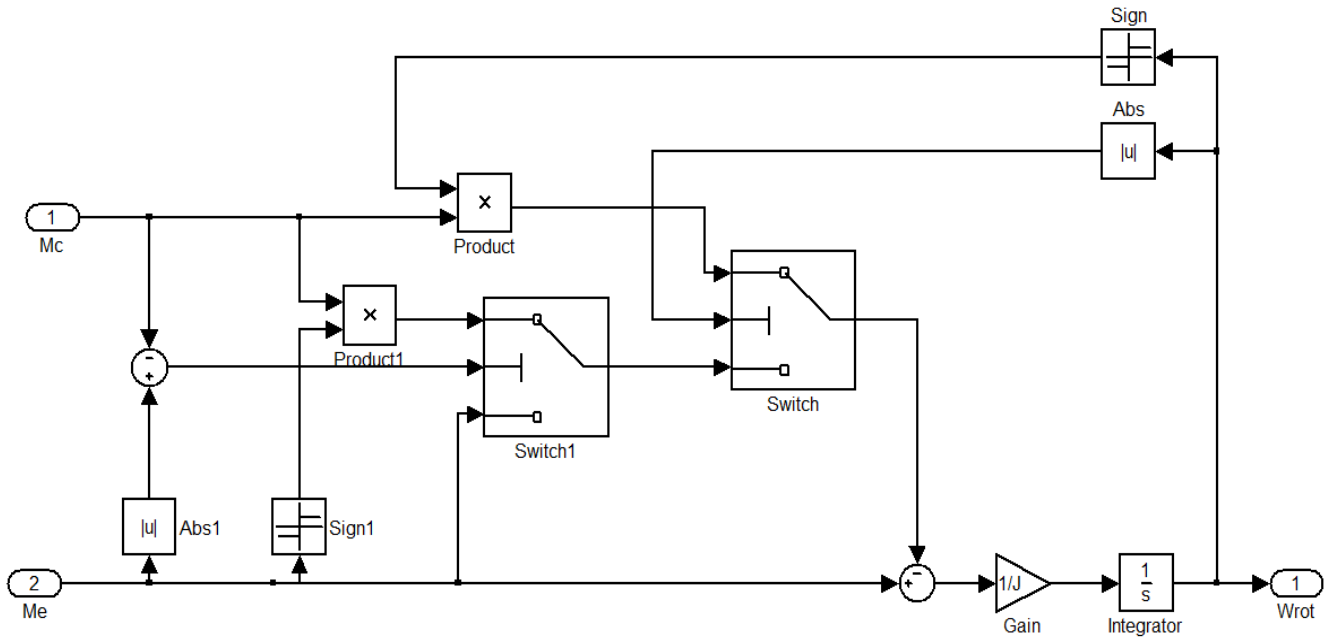 Sign
Abs
|u|
1
Mc
×
Product
×
Product1
-
+
Switch
Switch1
|u|
Abs1
Sign1
2
Me
-
+
1/J
Gain
1
s
Integrator
1
Wrot